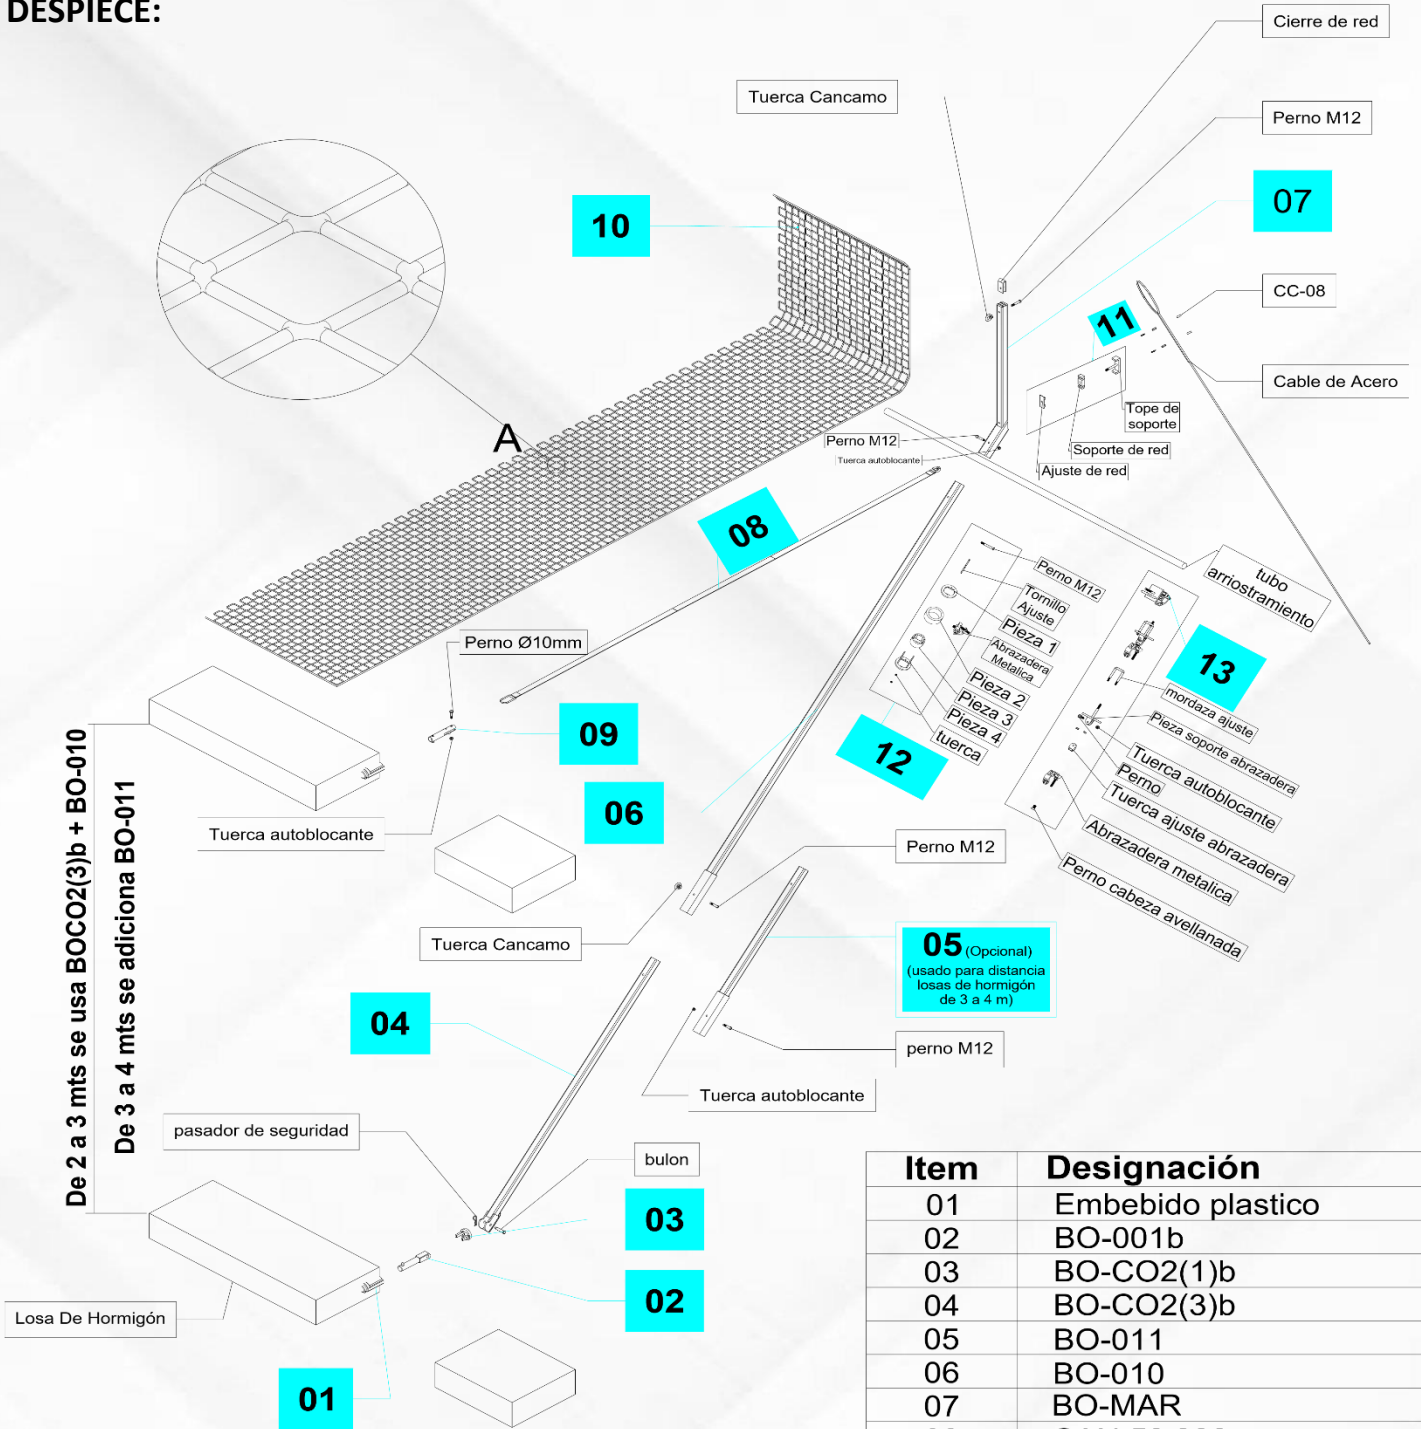 DESPIECE:
Cierre de red
Tuerca Cancamo
Perno M12
07
10
CC-08
11
Cable de Acero
Tope de
soporte
Soporte de red
Ajuste de red
Perno M12
Tuerca autoblocante
A
08
tubo
arriostramiento
Perno M12
Tornillo
Ajuste
Pieza 1
Abrazadera
Metalica
Pieza 2
Pieza 3
Pieza 4
tuerca
12
13
mordaza ajuste
Pieza soporte abrazadera
Tuerca autoblocante
Perno
Tuerca ajuste abrazadera
Abrazadera metalica
Perno cabeza avellanada
Perno Ø10mm
09
Tuerca autoblocante
06
Perno M12
Tuerca Cancamo
05 (Opcional)
(usado para distancia
losas de hormigón
de 3 a 4 m)
perno M12
Tuerca autoblocante
04
De 2 a 3 mts se usa BOCO2(3)b + BO-010
De 3 a 4 mts se adiciona BO-011
pasador de seguridad
bulon
03
02
Losa De Hormigón
01
Item Designación
01 Embebido plastico
02 BO-001b
03 BO-CO2(1)b
04 BO-CO2(3)b
05 BO-011
06 BO-010
07 BO-MAR